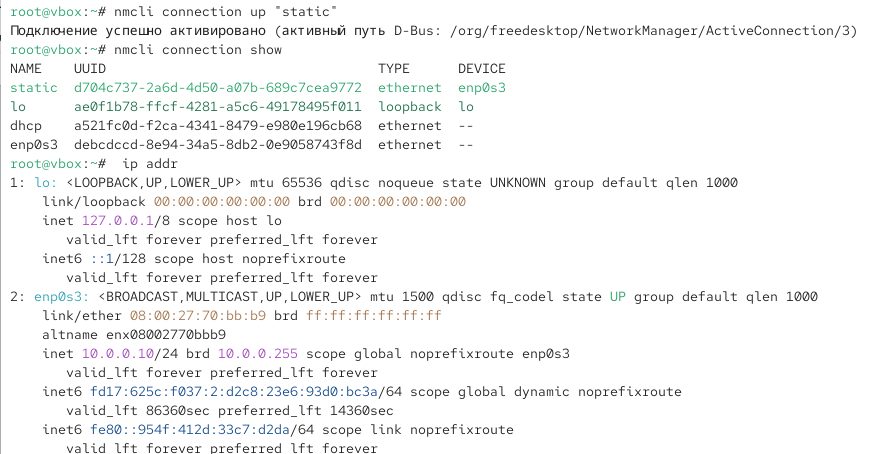 root@vbox:~# nmcli connection up "static"
Подключение успешно активировано (активный путь D-Bus: /org/freedesktop/NetworkManager/ActiveConnection/3)
root@vbox:~# nmcli connection show
NAME    UUID                                  TYPE      DEVICE
static  d704c737-2a6d-4d50-a07b-689c7cea9772  ethernet  enp0s3
lo      ae0f1b78-ffcf-4281-a5c6-49178495f011  loopback  lo
dhcp    a521fc0d-f2ca-4341-8479-e980e196cb68  ethernet  --
enp0s3  debcdccd-8e94-34a5-8db2-0e9058743f8d  ethernet  --
root@vbox:~#  ip addr
1: lo: <LOOPBACK,UP,LOWER_UP> mtu 65536 qdisc noqueue state UNKNOWN group default qlen 1000
    link/loopback 00:00:00:00:00:00 brd 00:00:00:00:00:00
    inet 127.0.0.1/8 scope host lo
       valid_lft forever preferred_lft forever
    inet6 ::1/128 scope host noprefixroute
       valid_lft forever preferred_lft forever
2: enp0s3: <BROADCAST,MULTICAST,UP,LOWER_UP> mtu 1500 qdisc fq_codel state UP group default qlen 1000
    link/ether 08:00:27:70:bb:b9 brd ff:ff:ff:ff:ff:ff
    altname enx08002770bbb9
    inet 10.0.0.10/24 brd 10.0.0.255 scope global noprefixroute enp0s3
       valid_lft forever preferred_lft forever
    inet6 fd17:625c:f037:2:d2c8:23e6:93d0:bc3a/64 scope global dynamic noprefixroute
       valid_lft 86360sec preferred_lft 14360sec
    inet6 fe80::954f:412d:33c7:d2da/64 scope link noprefixroute
       valid_lft forever preferred_lft forever